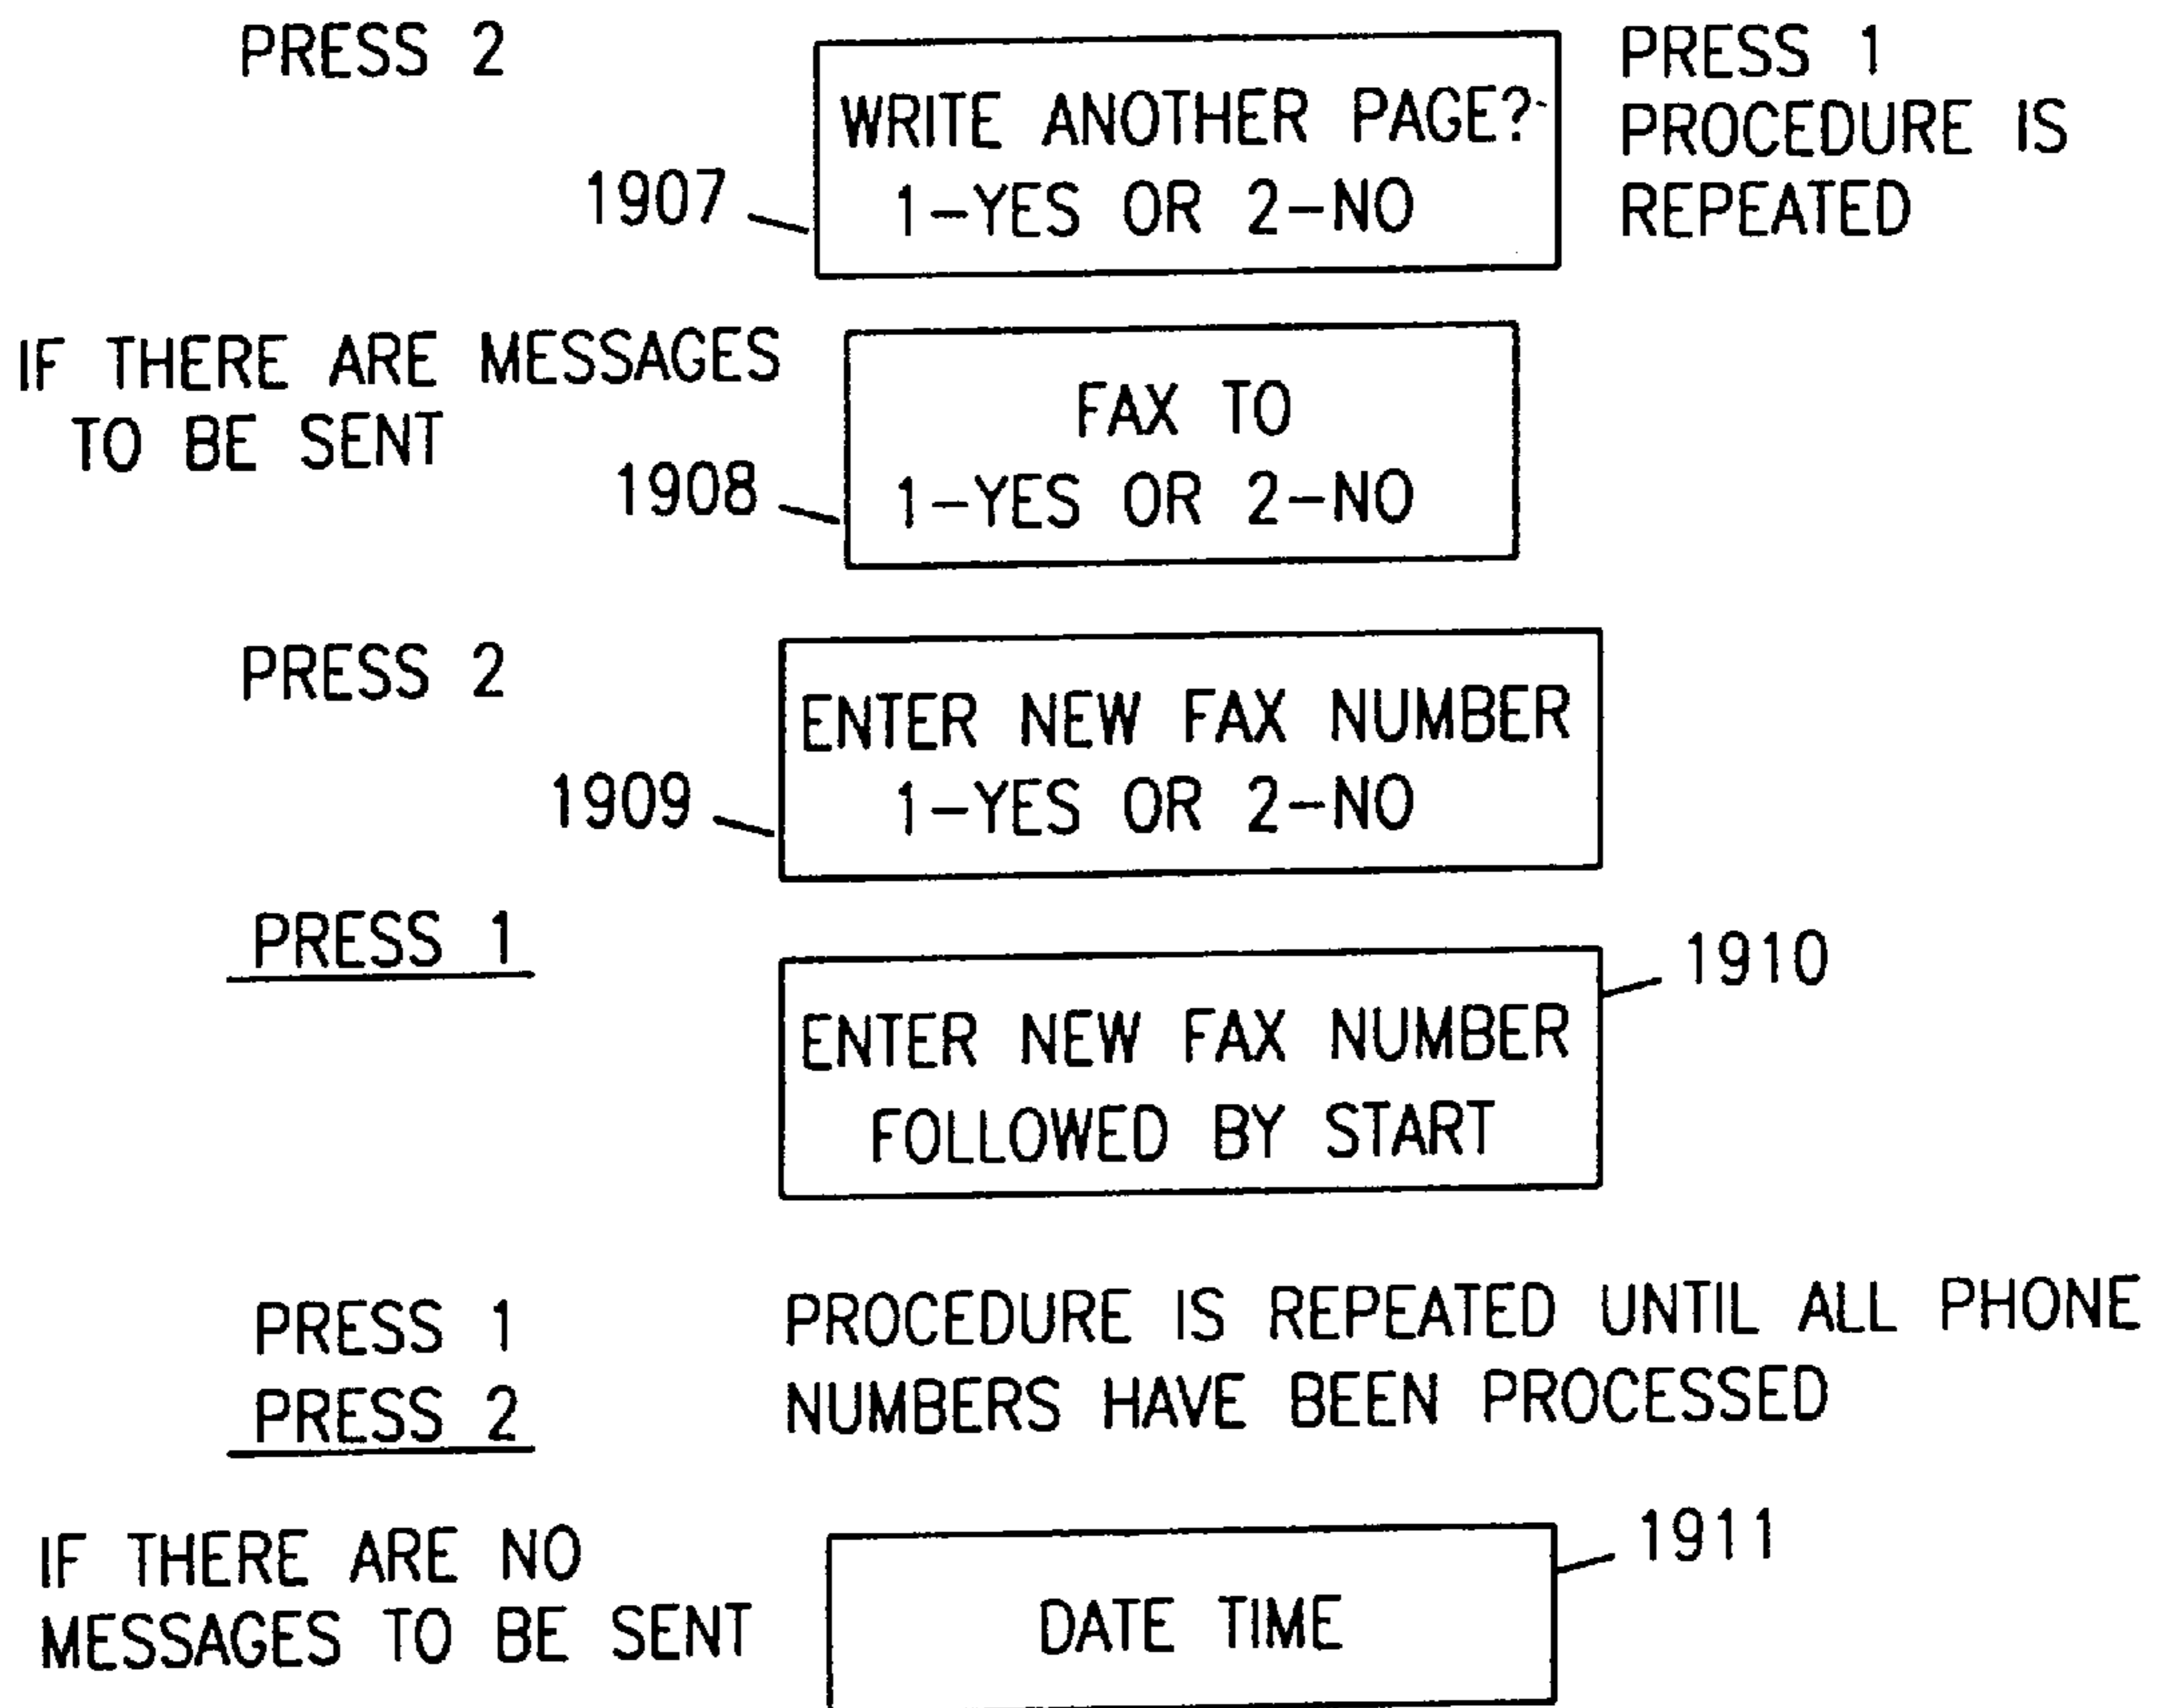 PRESS 2
WRITE ANOTHER PAGE?
1-YES OR 2-NO
1907
PRESS 1
PROCEDURE IS
REPEATED
IF THERE ARE MESSAGES
TO BE SENT
1908
FAX TO
1-YES OR 2-NO
PRESS 2
1909
ENTER NEW FAX NUMBER
1-YES OR 2-NO
PRESS 1
1910
ENTER NEW FAX NUMBER
FOLLOWED BY START
PRESS 1
PRESS 2
PROCEDURE IS REPEATED UNTIL ALL PHONE
NUMBERS HAVE BEEN PROCESSED
IF THERE ARE NO
MESSAGES TO BE SENT
1911
DATE TIME